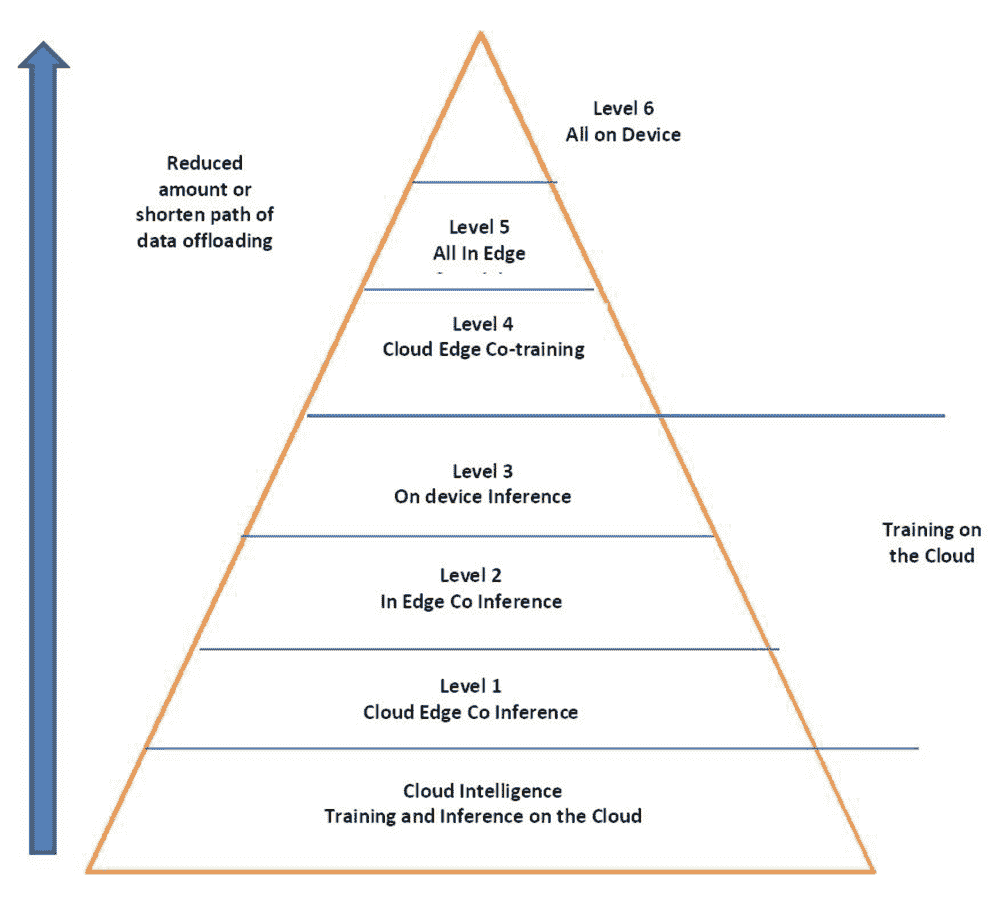 Level 6
All on Device
Reduced
amount or
shorten path of
data offloading
Level 5
All In Edge
Level 4
Cloud Edge Co-training
Level 3
On device Inference
Training on
the Cloud
Level 2
In Edge Co Inference
Level 1
Cloud Edge Co Inference
Cloud Intelligence
Training and Inference on the Cloud